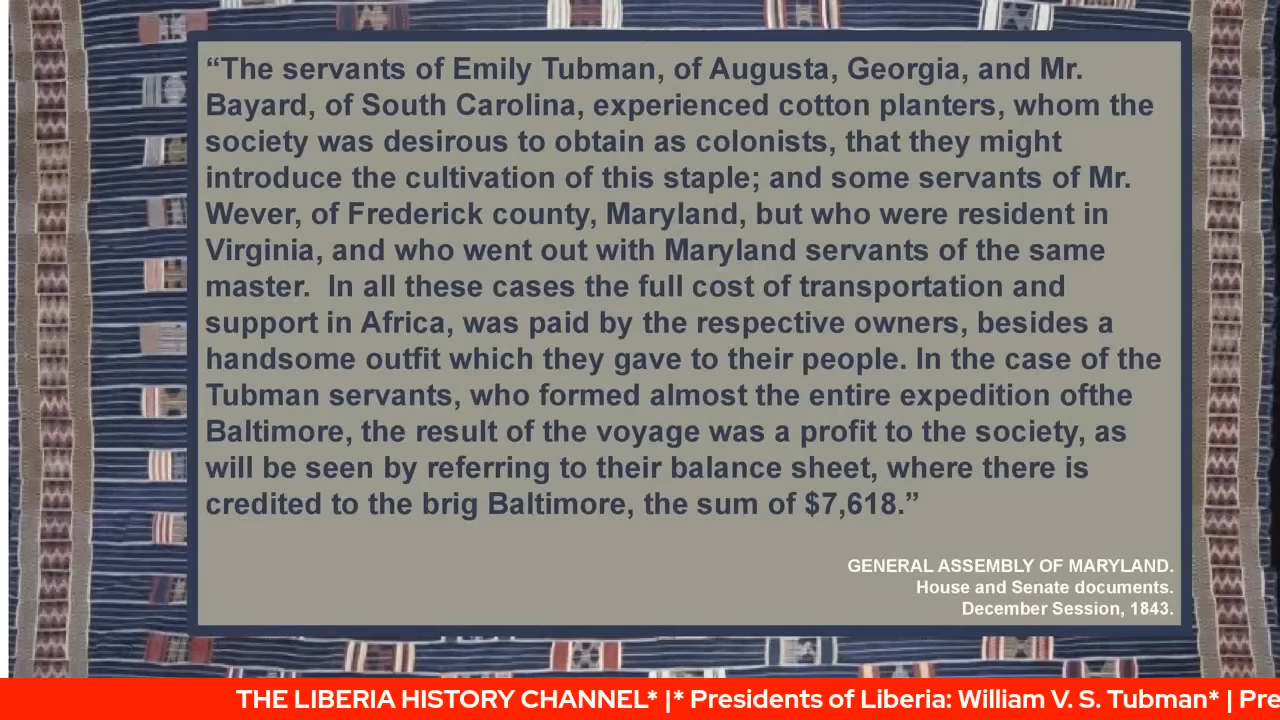 “The servants of Emily Tubman, of Augusta, Georgia, and Mr.
Bayard, of South Carolina, experienced cotton planters, whom the
society was desirous to obtain as colonists, that they might
introduce the cultivation of this staple; and some servants of Mr.
Wever, of Frederick county, Maryland, but who were resident in
Virginia, and who went out with Maryland servants of the same
master.  In all these cases the full cost of transportation and
support in Africa, was paid by the respective owners, besides a
handsome outfit which they gave to their people. In the case of the
Tubman servants, who formed almost the entire expedition ofthe
Baltimore, the result of the voyage was a profit to the society, as
will be seen by referring to their balance sheet, where there is
credited to the brig Baltimore, the sum of $7,618.”
GENERAL ASSEMBLY OF MARYLAND.
House and Senate documents.
December Session, 1843.
THE LIBERIA HISTORY CHANNEL* |* Presidents of Liberia: William V. S. Tubman* | Pre